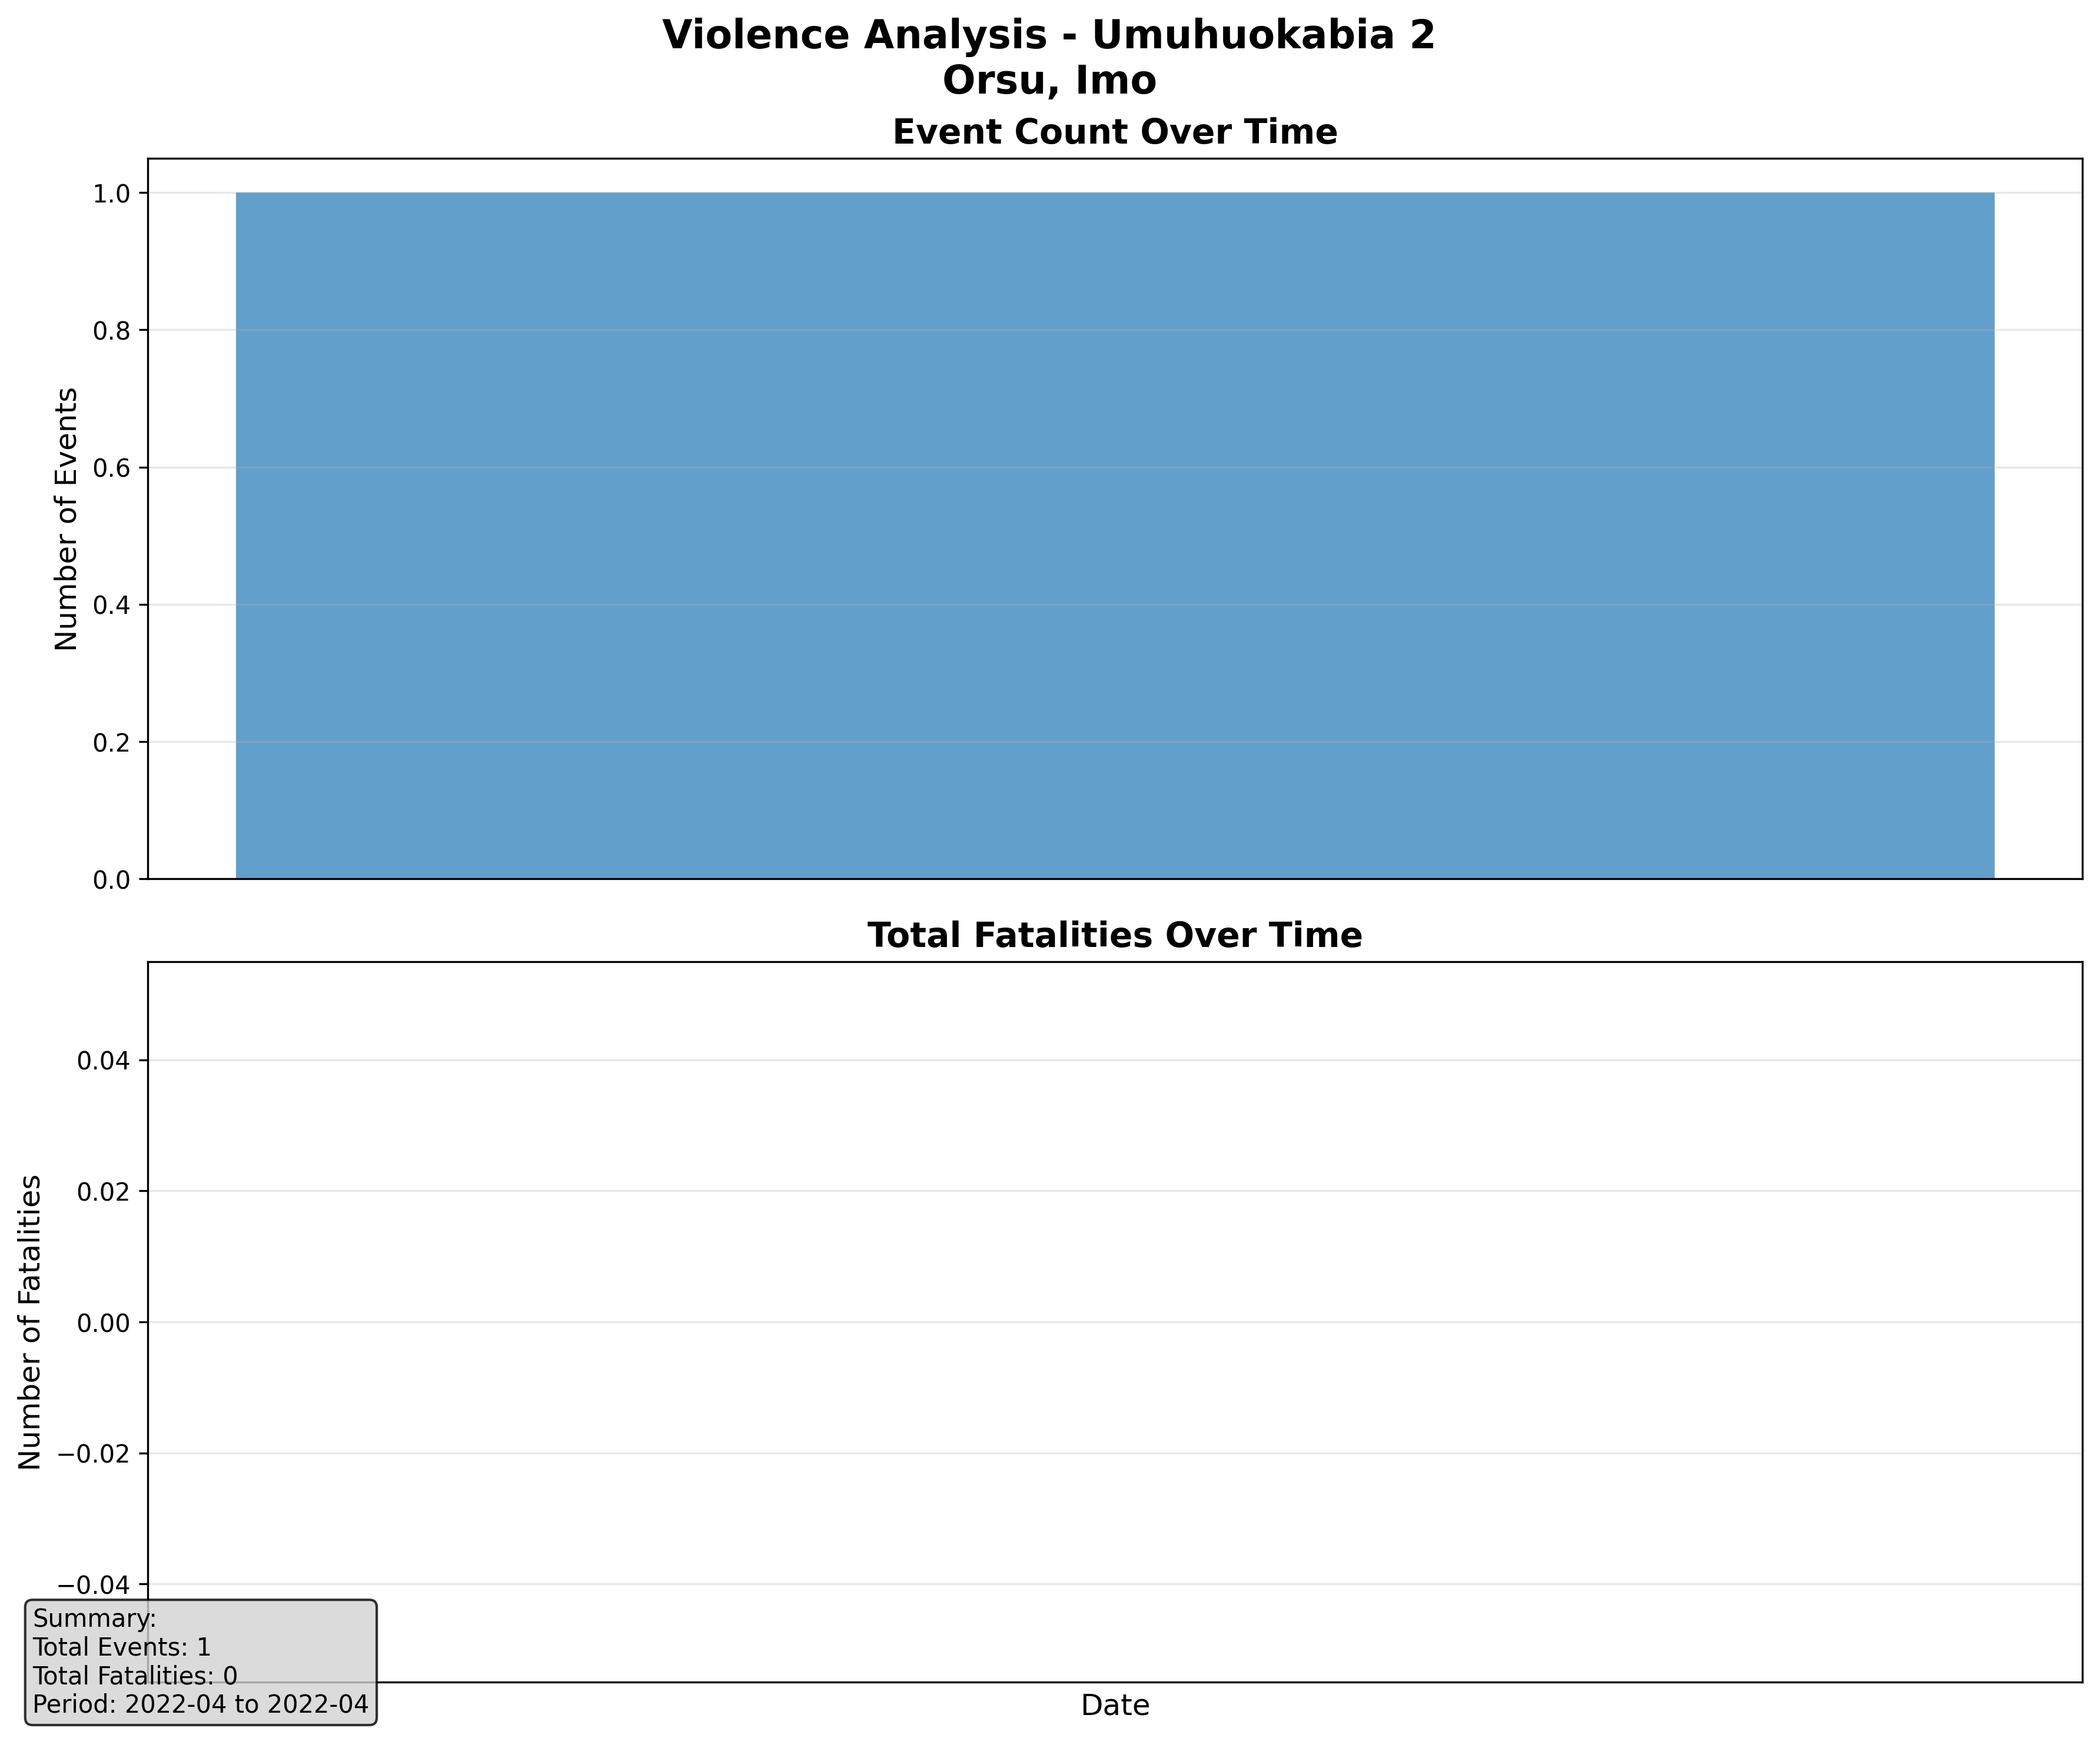 Violence Analysis - Umuhuokabia 2
Orsu, Imo
Event Count Over Time
1.0
0.8
0.6
0.4
0.2
0.0
Number of Events
Total Fatalities Over Time
0.04
0.02
0.00
−0.02
−0.04
Number of Fatalities
Date
Summary:
Total Events: 1
Total Fatalities: 0
Period: 2022-04 to 2022-04